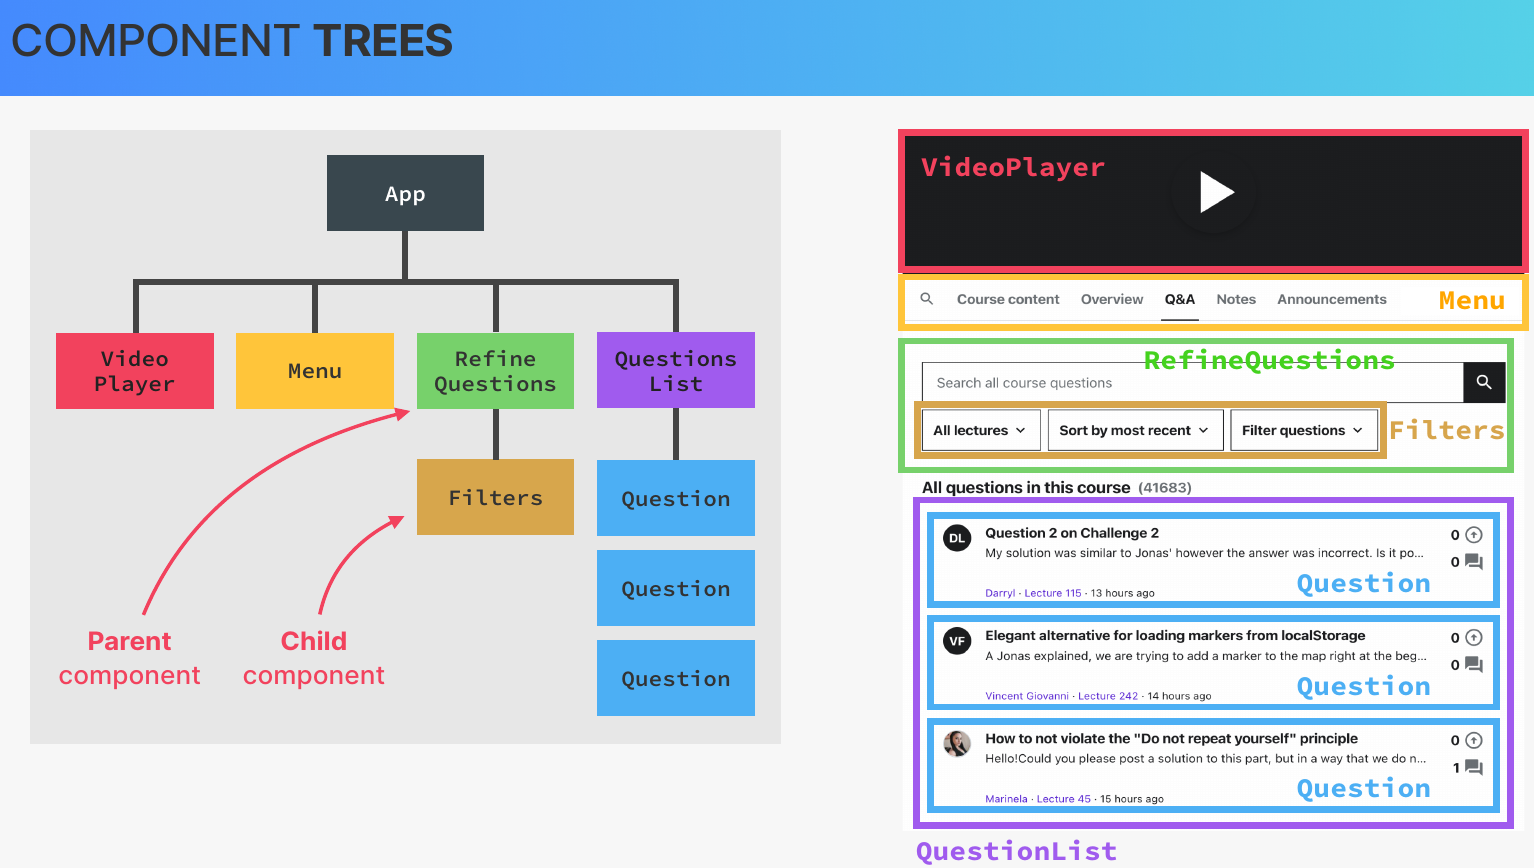 COMPONENT TREES
App
Video
Player
Menu
Refine
Questions
Questions
List
Filters
Question
Question
Question
Parent
component
Child
component
VideoPlayer
Course content Overview Q&A Notes Announcements
Menu
RefineQuestions
Search all course questions
All lectures Sort by most recent Filter questions
Filters
All questions in this course (41683)
DL
Question 2 on Challenge 2
0
My solution was similar to Jonas' however the answer was incorrect. Is it po...
0
Question
Darryl · Lecture 115 · 13 hours ago
VF
Elegant alternative for loading markers from localStorage
0
A Jonas explained, we are trying to add a marker to the map right at the beg...
0
Question
Vincent Giovanni · Lecture 242 · 14 hours ago
How to not violate the "Do not repeat yourself" principle
0
Hello!Could you please post a solution to this part, but in a way that we do n...
1
Question
Marinela · Lecture 45 · 15 hours ago
QuestionList